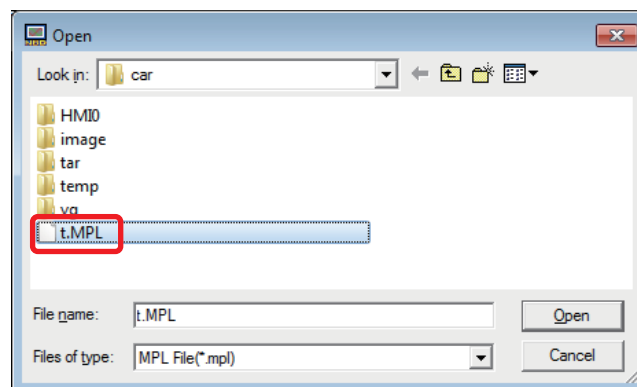 Open
Look in: car
HMI0
image
tar
temp
vg
t.MPL
File name: t.MPL Open
Files of type: MPL File(*.mpl) Cancel